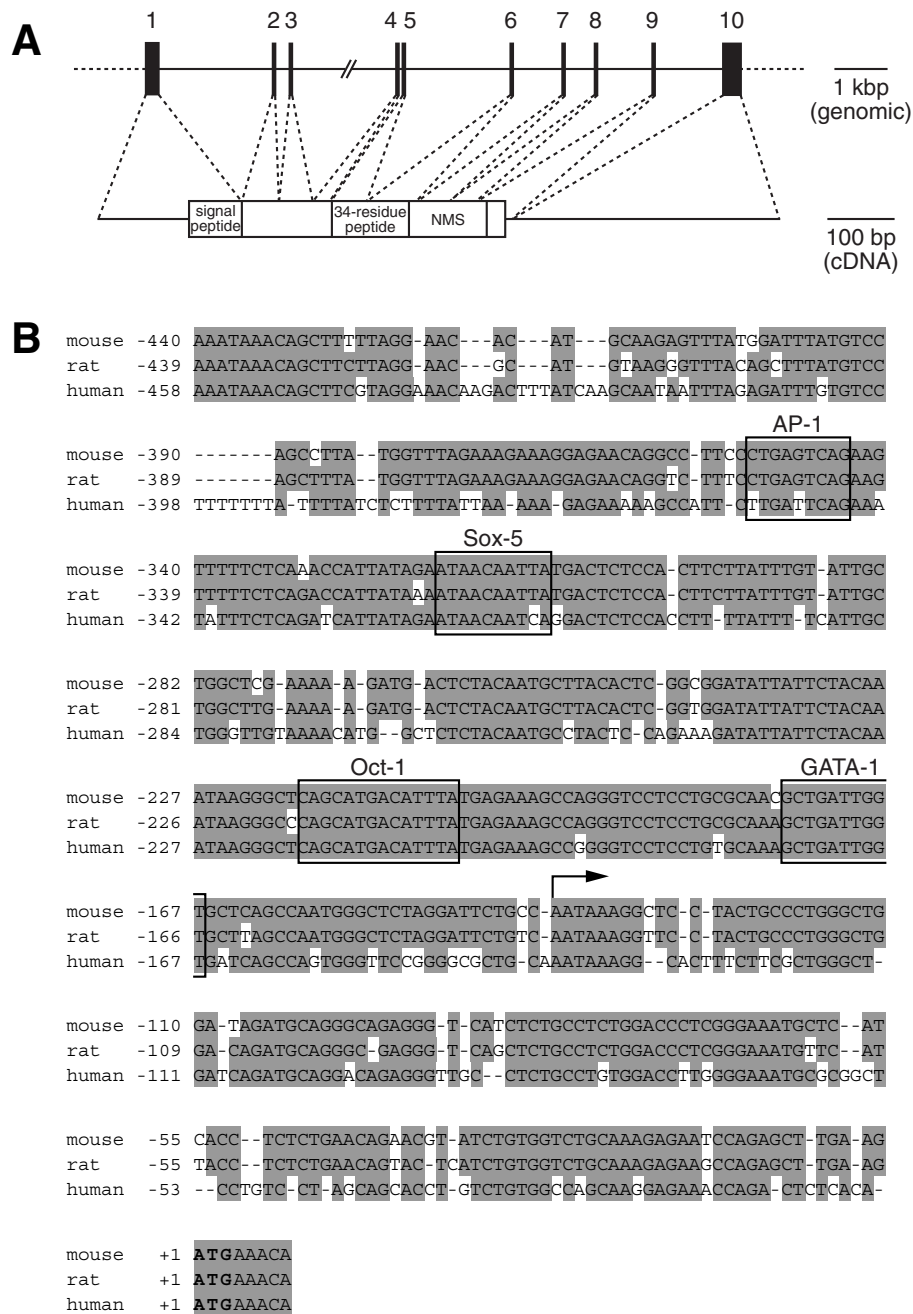 A
1 2 3 4 5 6 7 8 9 10
1 kbp
(genomic)
signal
peptide
34-residue
peptide
NMS
100 bp
(cDNA)
B
mouse -440 AAATAAACAGCTTTTTAGG-AAC---AC---AT---GCAAGAGTTTATGGATTTATGTCC
rat -439 AAATAAACAGCTTCTTAGG-AAC---GC---AT---GTAAGGGTTTACAGCTTTATGTCC
human -458 AAATAAACAGCTTCGTAGGAAACAAGACTTTATCAAGCAATAATTTAGAGATTTGTGTCC
AP-1
mouse -390 -------AGCCTTA--TGGTTTAGAAAGAAAGGAGAACAGGCC-TTCCCTGAGTCAGAAG
rat -389 -------AGCTTTA--TGGTTTAGAAAGAAAGGAGAACAGGTC-TTTCCTGAGTCAGAAG
human -398 TTTTTTTA-TTTTATCTCTTTTATTAA-AAA-GAGAAAAAGCCATT-CTTGATTCAGAAA
Sox-5
mouse -340 TTTTTCTCAAACCATTATAGAATAACAATTATGACTCTCCA-CTTCTTATTTGT-ATTGC
rat -339 TTTTTCTCAGACCATTATAAAATAACAATTATGACTCTCCA-CTTCTTATTTGT-ATTGC
human -342 TATTTCTCAGATCATTATAGAATAACAATCAGGACTCTCCACCTT-TTATTT-TCATTGC
mouse -282 TGGCTCG-AAAA-A-GATG-ACTCTACAATGCTTACACTC-GGCGGATATTATTCTACAA
rat -281 TGGCTTG-AAAA-A-GATG-ACTCTACAATGCTTACACTC-GGTGGATATTATTCTACAA
human -284 TGGGTTGTAAAACATG--GCTCTCTACAATGCCTACTC-CAGAAAGATATTATTCTACAA
Oct-1 GATA-1
mouse -227 ATAAGGGCTCAGCATGACATTTATGAGAAAGCCAGGGTCCTCCTGCGCAACGCTGATTGG
rat -226 ATAAGGGCCCAGCATGACATTTATGAGAAAGCCAGGGTCCTCCTGCGCAAAGCTGATTGG
human -227 ATAAGGGCTCAGCATGACATTTATGAGAAAGCCGGGGTCCTCCTGTGCAAAGCTGATTGG
mouse -167 TGCTCAGCCAATGGGCTCTAGGATTCTGCC-AATAAAGGCTC-C-TACTGCCCTGGGCTG
rat -166 TGCTTAGCCAATGGGCTCTAGGATTCTGTC-AATAAAGGTTC-C-TACTGCCCTGGGCTG
human -167 TGATCAGCCAGTGGGTTCCGGGGCGCTG-CAAATAAAGG--CACTTTCTTCGCTGGGCT-
mouse -110 GA-TAGATGCAGGGCAGAGGG-T-CATCTCTGCCTCTGGACCCTCGGGAAATGCTC--AT
rat -109 GA-CAGATGCAGGGC-GAGGG-T-CAGCTCTGCCTCTGGACCCTCGGGAAATGTTC--AT
human -111 GATCAGATGCAGGACAGAGGGTTGC--CTCTGCCTGTGGACCTTGGGGAAATGCGCGGCT
mouse -55 CACC--TCTCTGAACAGAACGT-ATCTGTGGTCTGCAAAGAGAATCCAGAGCT-TGA-AG
rat -55 TACC--TCTCTGAACAGTAC-TCATCTGTGGTCTGCAAAGAGAAGCCAGAGCT-TGA-AG
human -53 --CCTGTC-CT-AGCAGCACCT-GTCTGTGGCCAGCAAGGAGAAACCAGA-CTCTCACA-
mouse +1 ATGAAACA
rat +1 ATGAAACA
human +1 ATGAAACA